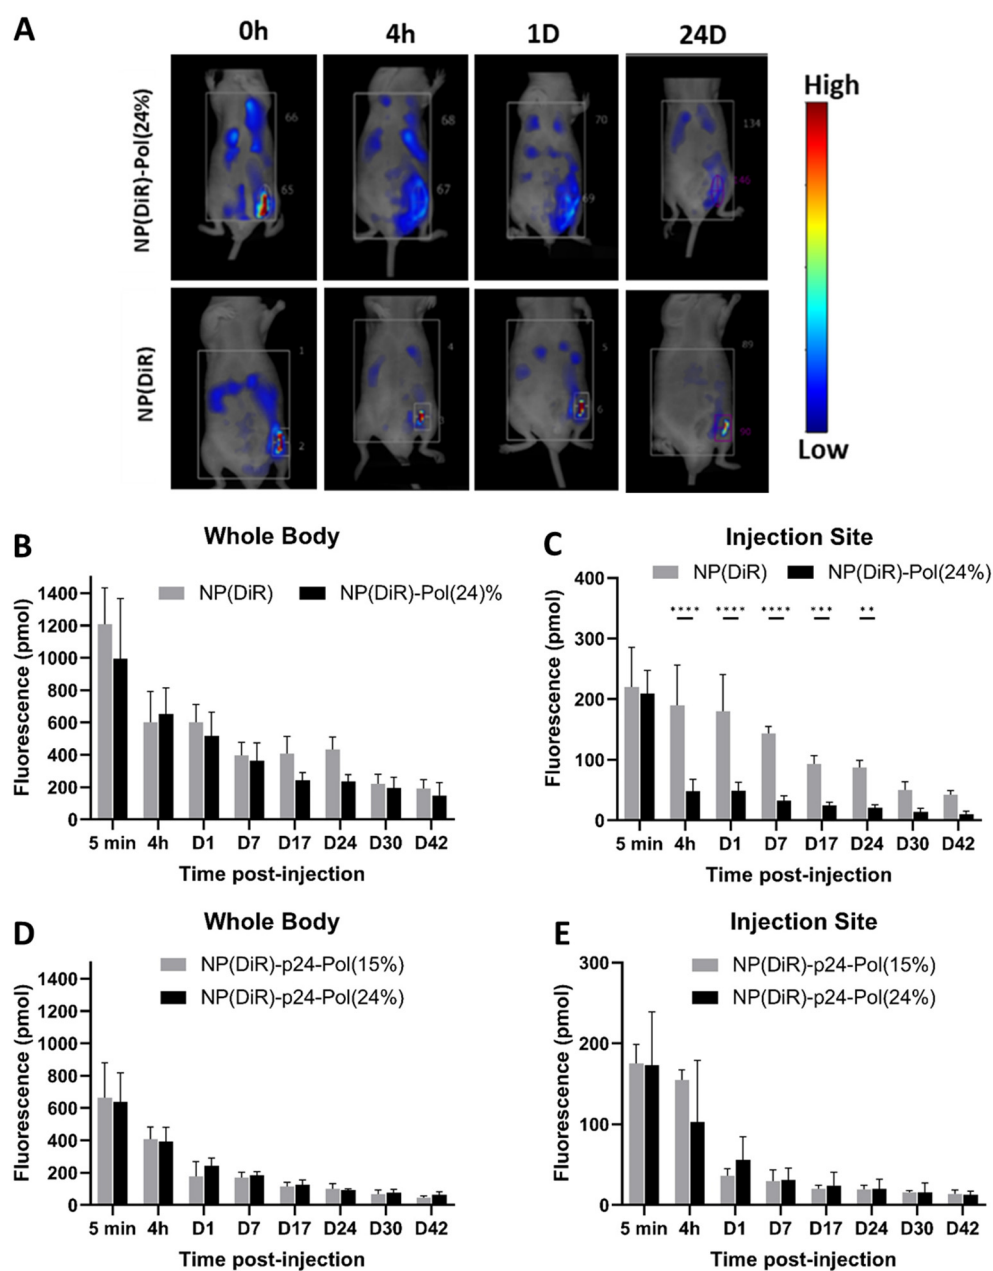 A
0h 4h 1D 24D
NP(DiR)-Pol(24%)
66
65
68
67
70
69
134
146
High
Low
NP(DiR)
1
2
4
3
5
6
89
90
B
Whole Body
NP(DiR) NP(DiR)-Pol(24)%
Fluorescence (pmol)
1400
1200
1000
800
600
400
200
0
5 min 4h D1 D7 D17 D24 D30 D42
Time post-injection
C
Injection Site
NP(DiR) NP(DiR)-Pol(24%)
**** **** **** *** **
Fluorescence (pmol)
400
300
200
100
0
5 min 4h D1 D7 D17 D24 D30 D42
Time post-injection
D
Whole Body
NP(DiR)-p24-Pol(15%)
NP(DiR)-p24-Pol(24%)
Fluorescence (pmol)
1400
1200
1000
800
600
400
200
0
5 min 4h D1 D7 D17 D24 D30 D42
Time post-injection
E
Injection Site
NP(DiR)-p24-Pol(15%)
NP(DiR)-p24-Pol(24%)
Fluorescence (pmol)
300
200
100
0
5 min 4h D1 D7 D17 D24 D30 D42
Time post-injection